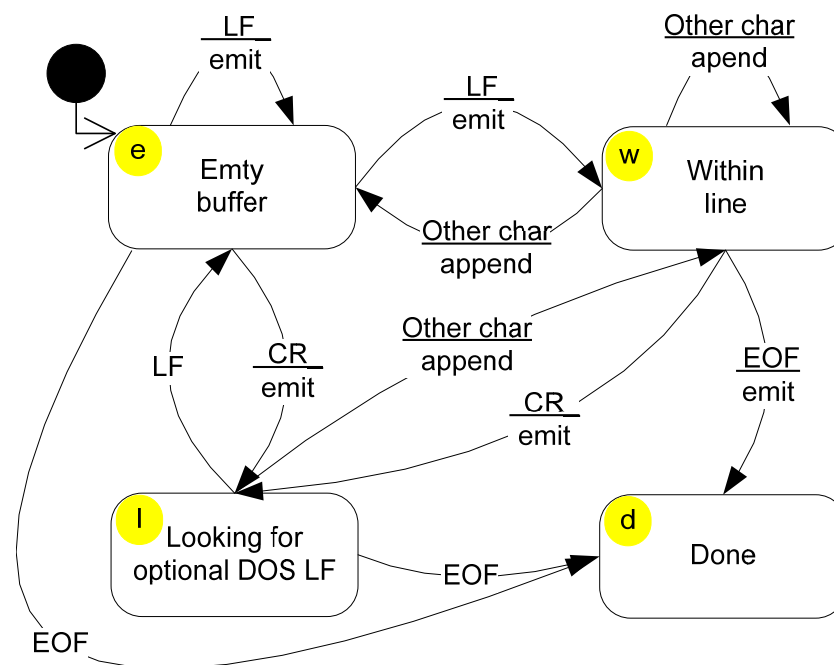 LF
emit
Other char
apend
LF
emit
e
Emty
buffer
w
Within
line
Other char
append
Other char
append
LF
CR
emit
EOF
emit
CR
emit
l
Looking for
optional DOS LF
d
Done
EOF
EOF